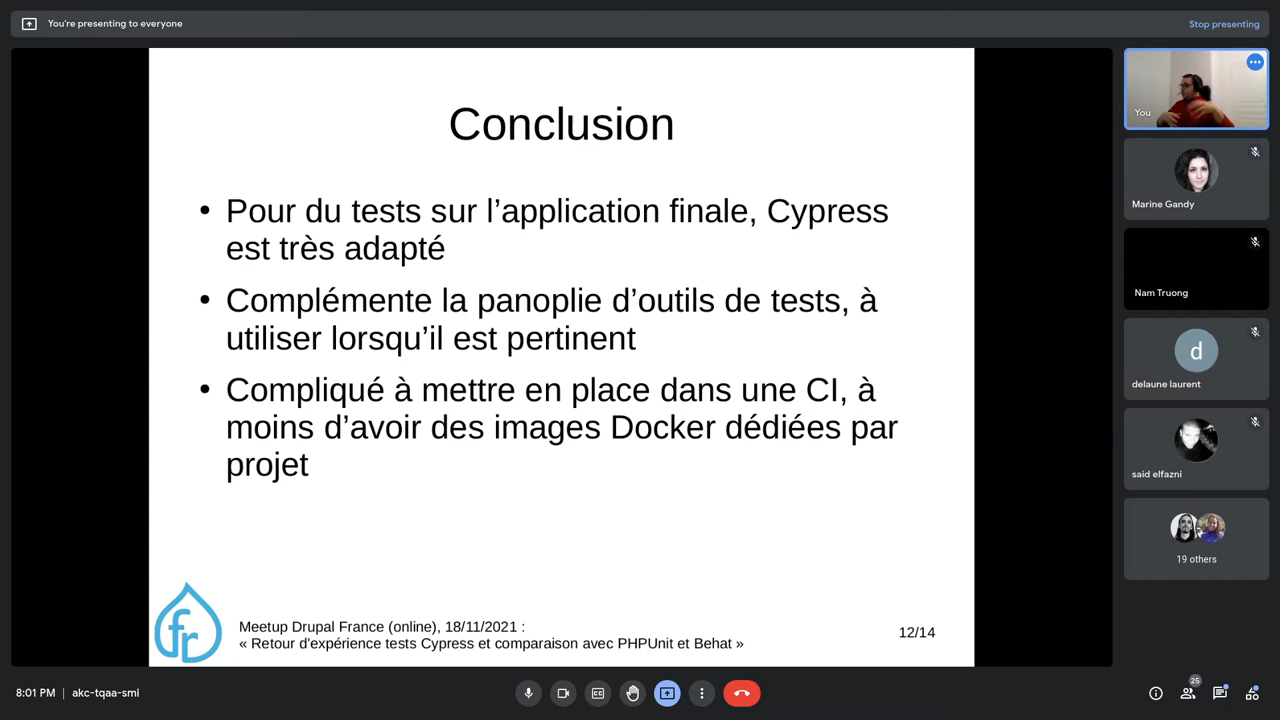 You're presenting to everyone
Stop presenting
Conclusion
• Pour du tests sur l’application finale, Cypress
est très adapté
• Complémente la panoplie d’outils de tests, à
utiliser lorsqu’il est pertinent
• Compliqué à mettre en place dans une CI, à
moins d’avoir des images Docker dédiées par
projet
fr
Meetup Drupal France (online), 18/11/2021 :
« Retour d'expérience tests Cypress et comparaison avec PHPUnit et Behat »
12/14
You
Marine Gandy
Nam Truong
d
delaune laurent
said elfazni
19 others
8:01 PM | akc-tqaa-smi
CC
25